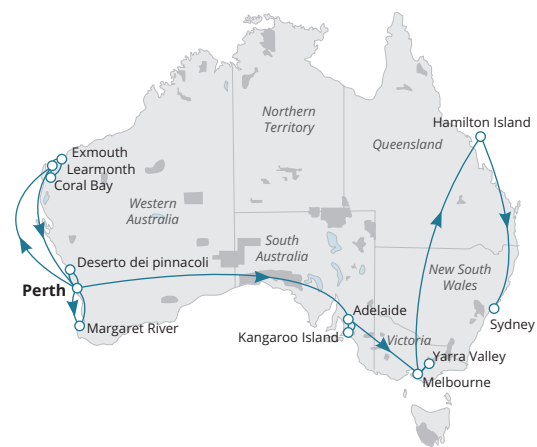 Hamilton Island
Northern
Territory
Queensland
Exmouth
Learmonth
Coral Bay
Western
Australia
South
Australia
Deserto dei pinnacoli
New South
Wales
Perth
Margaret River
Adelaide
Kangaroo Island
Sydney
Victoria
Yarra Valley
Melbourne